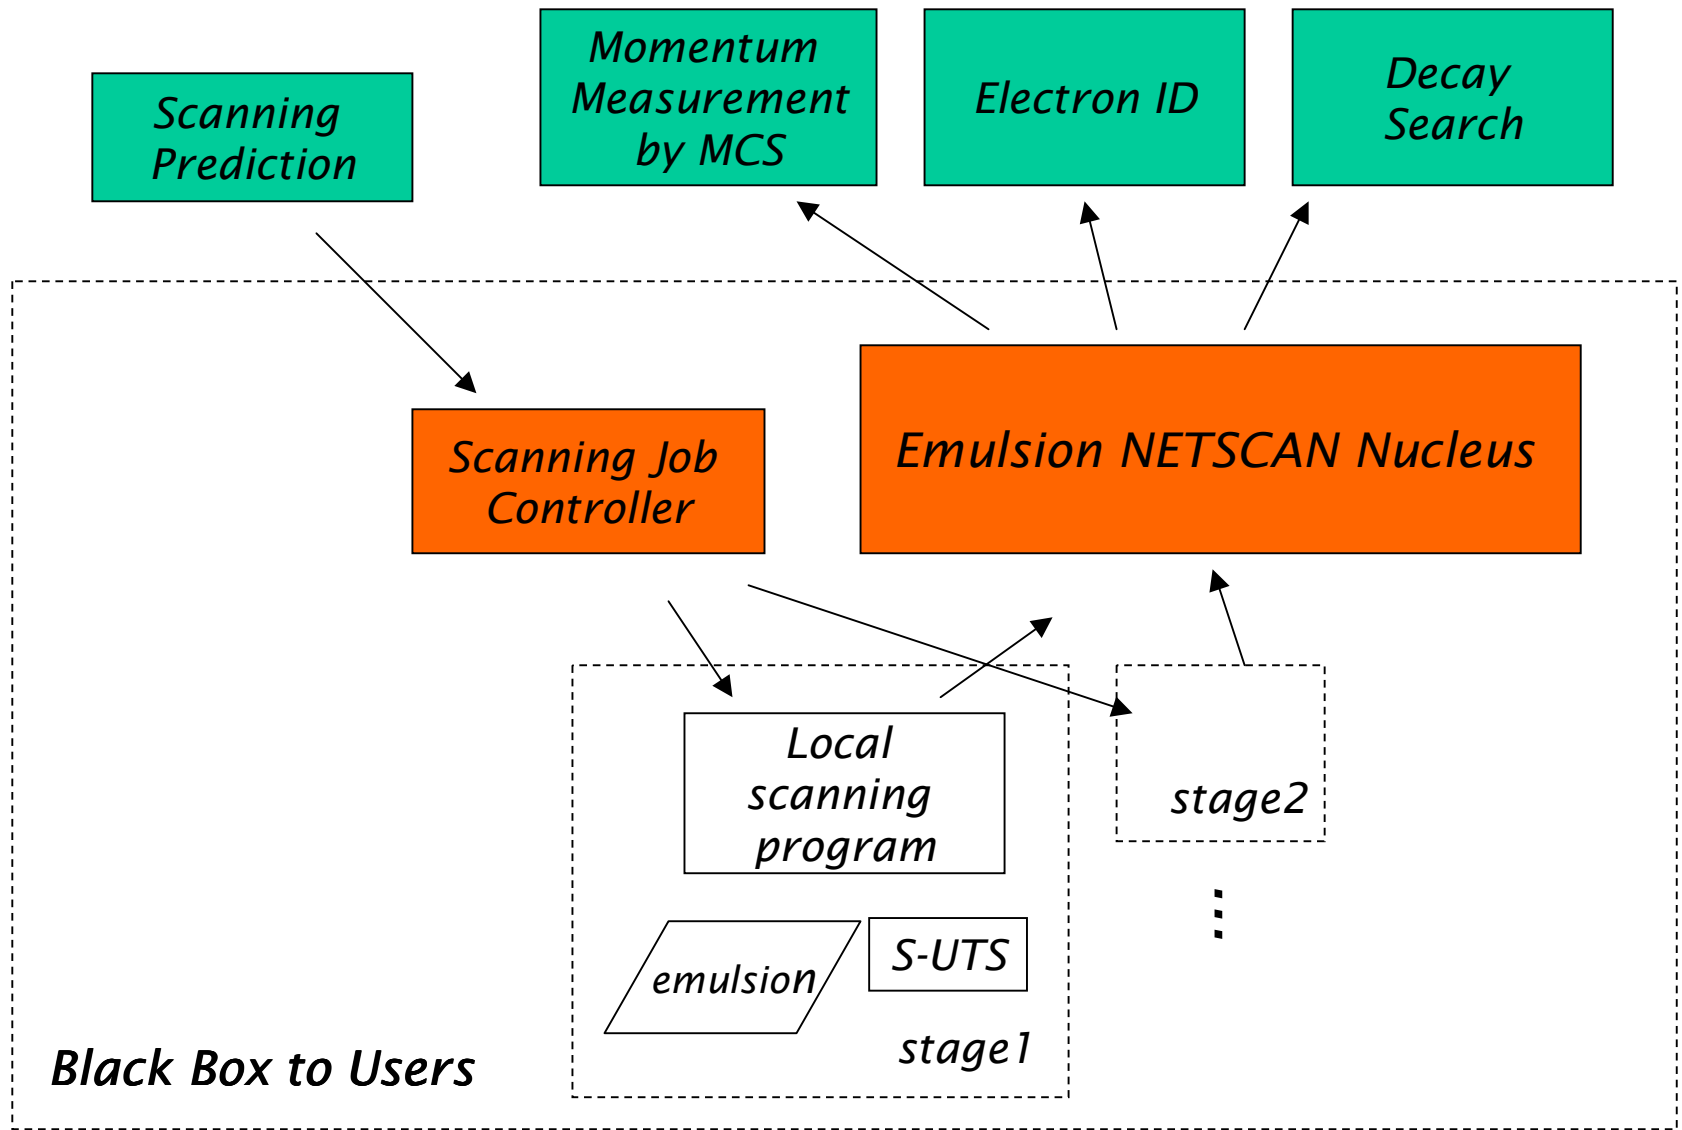 Scanning
Prediction
Momentum
Measurement
by MCS
Electron ID
Decay
Search
Scanning Job
Controller
Emulsion NETSCAN Nucleus
Local
scanning
program
stage2
...
emulsion
S-UTS
stage1
Black Box to Users